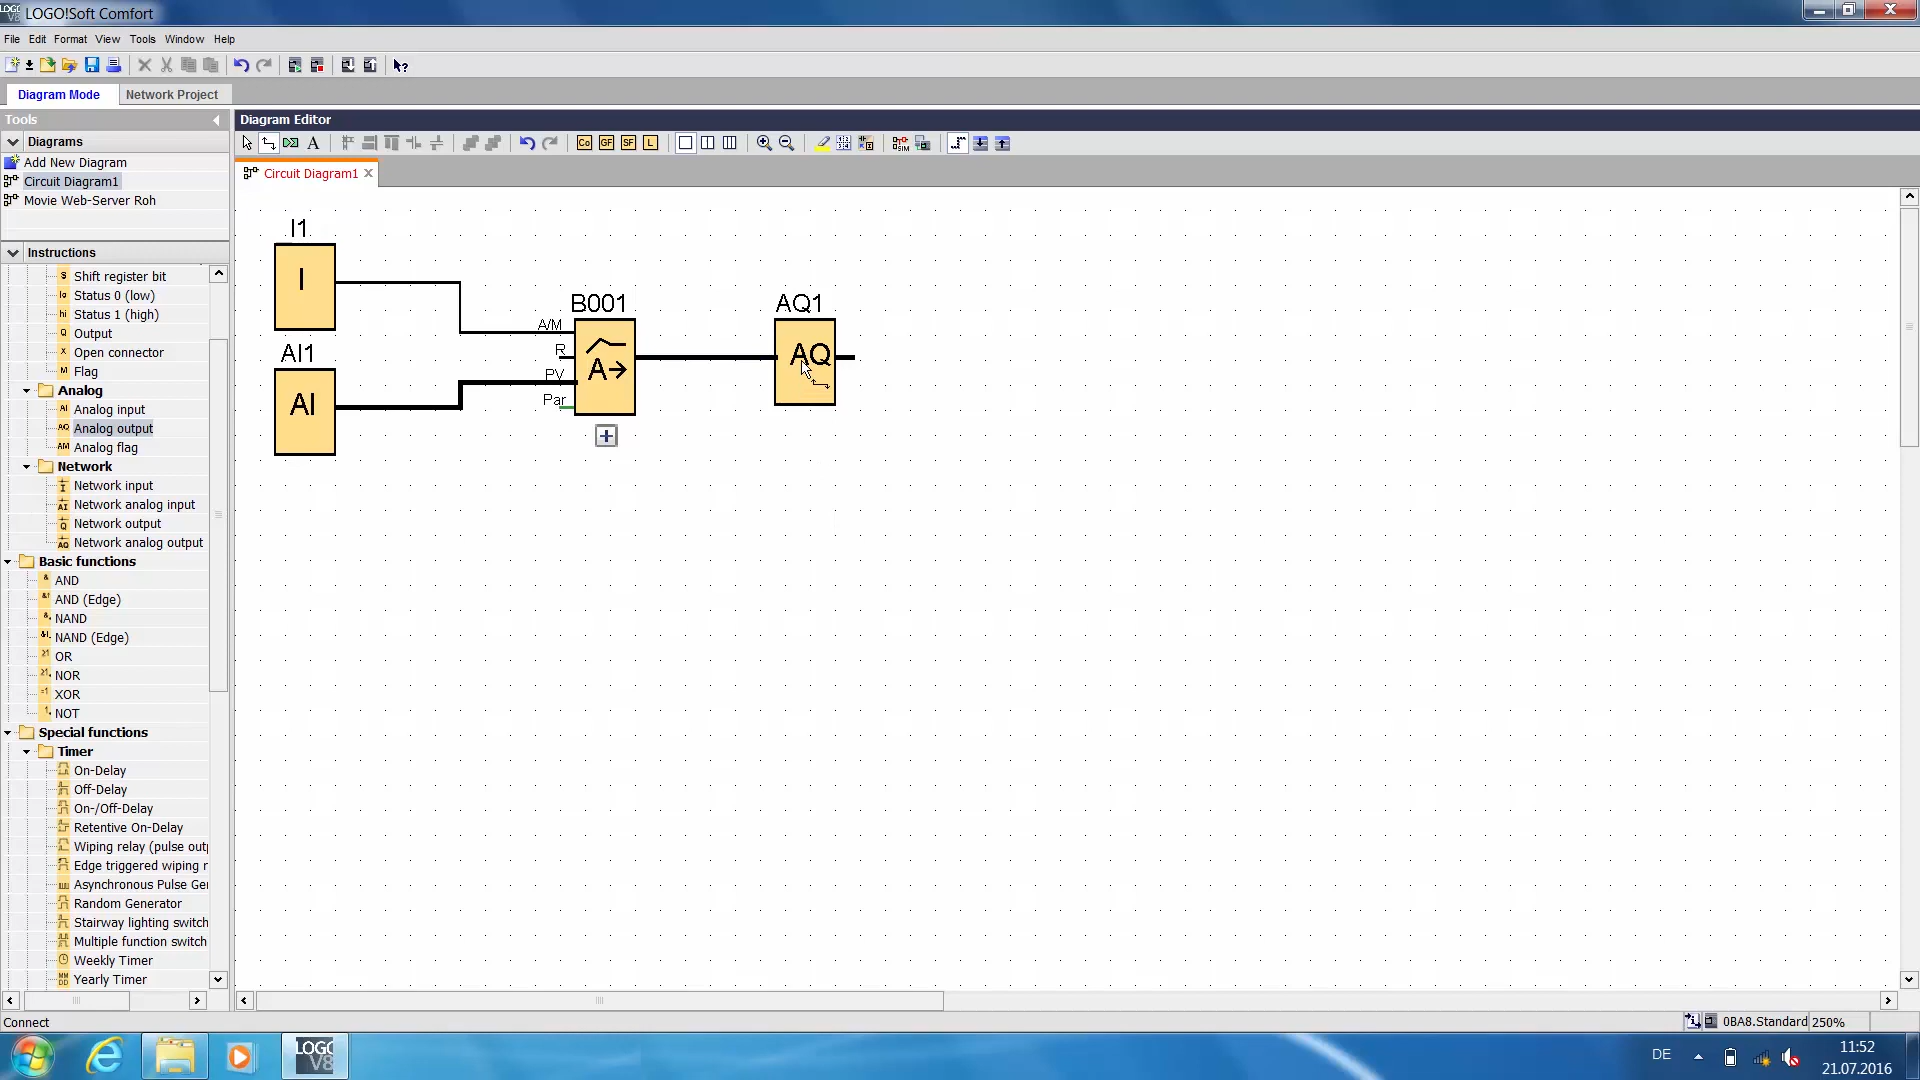 LOGO!Soft Comfort
File Edit Format View Tools Window Help
Diagram Mode Network Project
Tools
Diagrams
Add New Diagram
Circuit Diagram1
Movie Web-Server Roh
Instructions
Shift register bit
Status 0 (low)
Status 1 (high)
Output
Open connector
Flag
Analog
Analog input
Analog output
Analog flag
Network
Network input
Network analog input
Network output
Network analog output
Basic functions
AND
AND (Edge)
NAND
NAND (Edge)
OR
NOR
XOR
NOT
Special functions
Timer
On-Delay
Off-Delay
On-/Off-Delay
Retentive On-Delay
Wiping relay (pulse outp
Edge triggered wiping r
Asynchronous Pulse Ge
Random Generator
Stairway lighting switch
Multiple function switch
Weekly Timer
Yearly Timer
Diagram Editor
A Co GF SF L
Circuit Diagram1
I1
I
AI1
AI
B001
A/M
R
PV
Par
A→
AQ1
AQ
Connect
0BA8.Standard 250%
LOGO V8
DE
11:52
21.07.2016